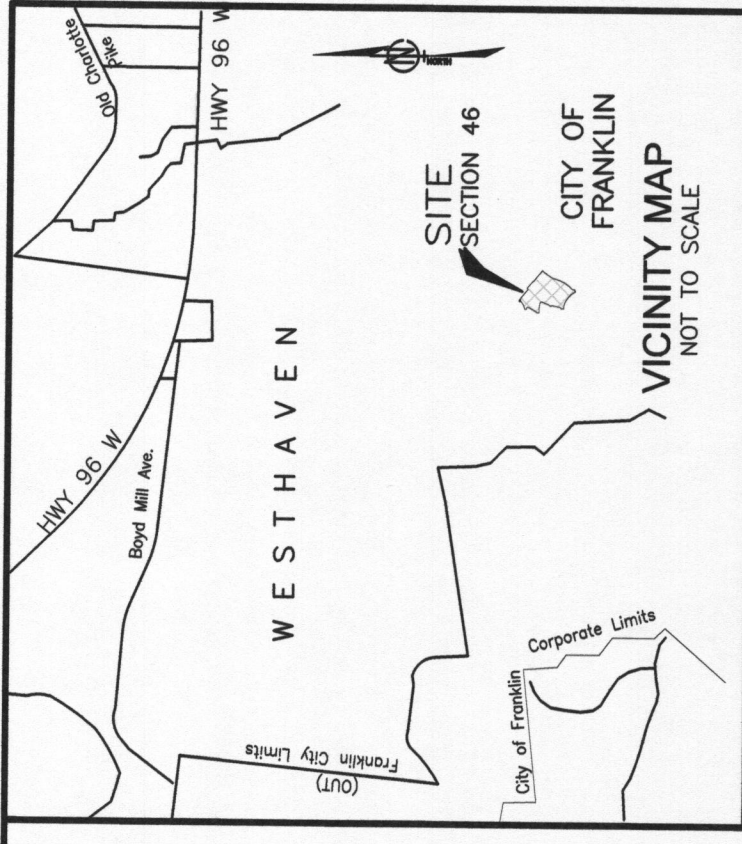 Old Charlotte
Pike
HWY 96 W
HWY 96 W
Boyd Mill Ave.
WESTHAVEN
N
NORTH
SITE
SECTION 46
CITY OF
FRANKLIN
Franklin City Limits
(OUT)
City of Franklin
Corporate Limits
VICINITY MAP
NOT TO SCALE